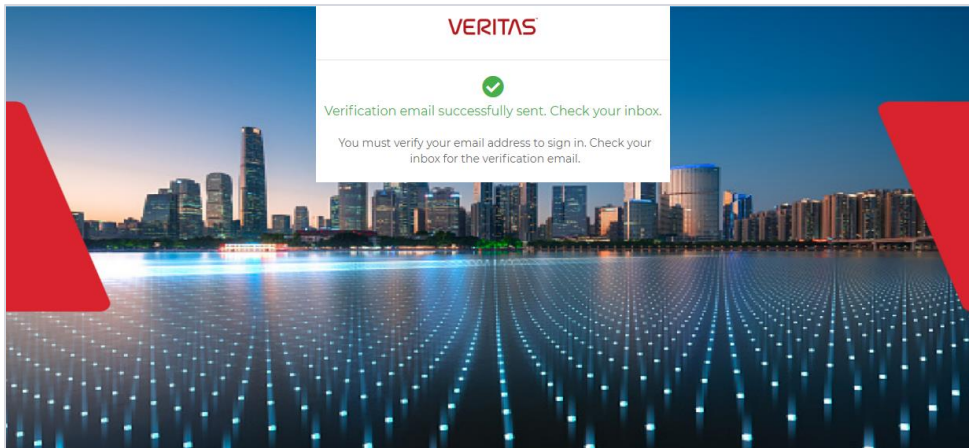 VERITAS
Verification email successfully sent. Check your inbox.
You must verify your email address to sign in. Check your
inbox for the verification email.